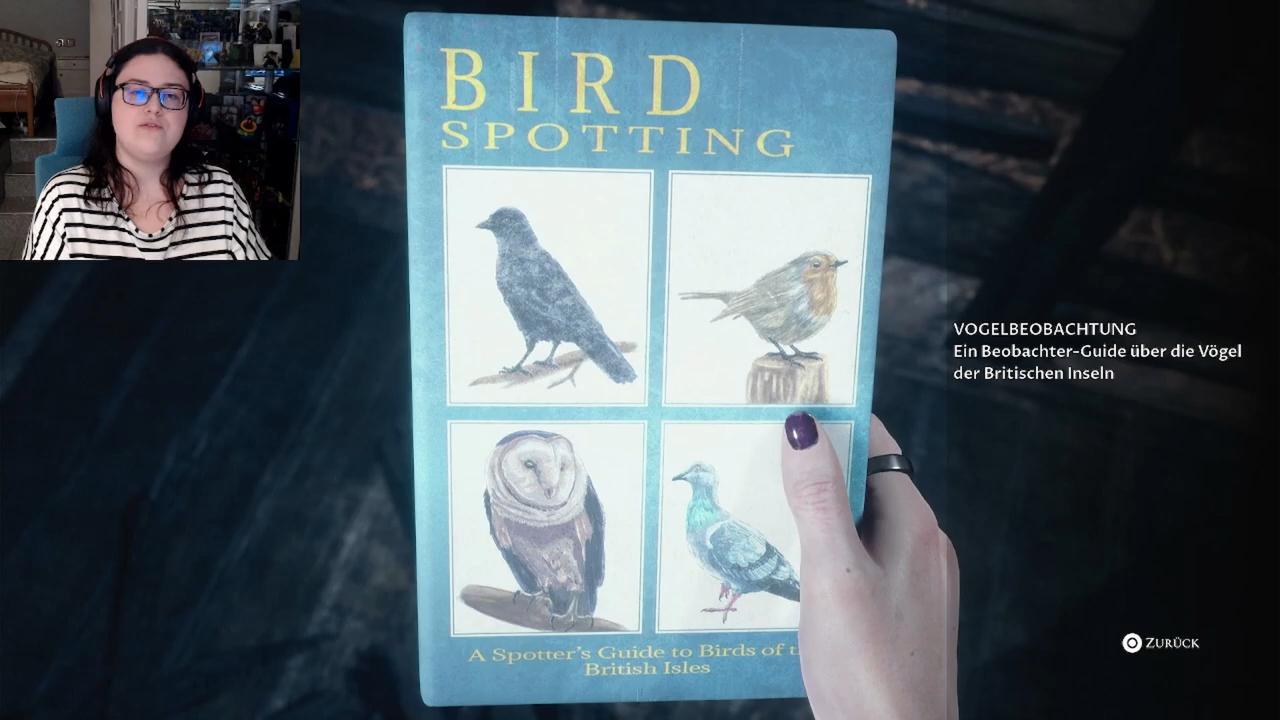 BIRD
SPOTTING
A Spotter's Guide to Birds of
British Isles
VOGELBEOBACHTUNG
Ein Beobachter-Guide über die Vögel
der Britischen Inseln
ZURÜCK